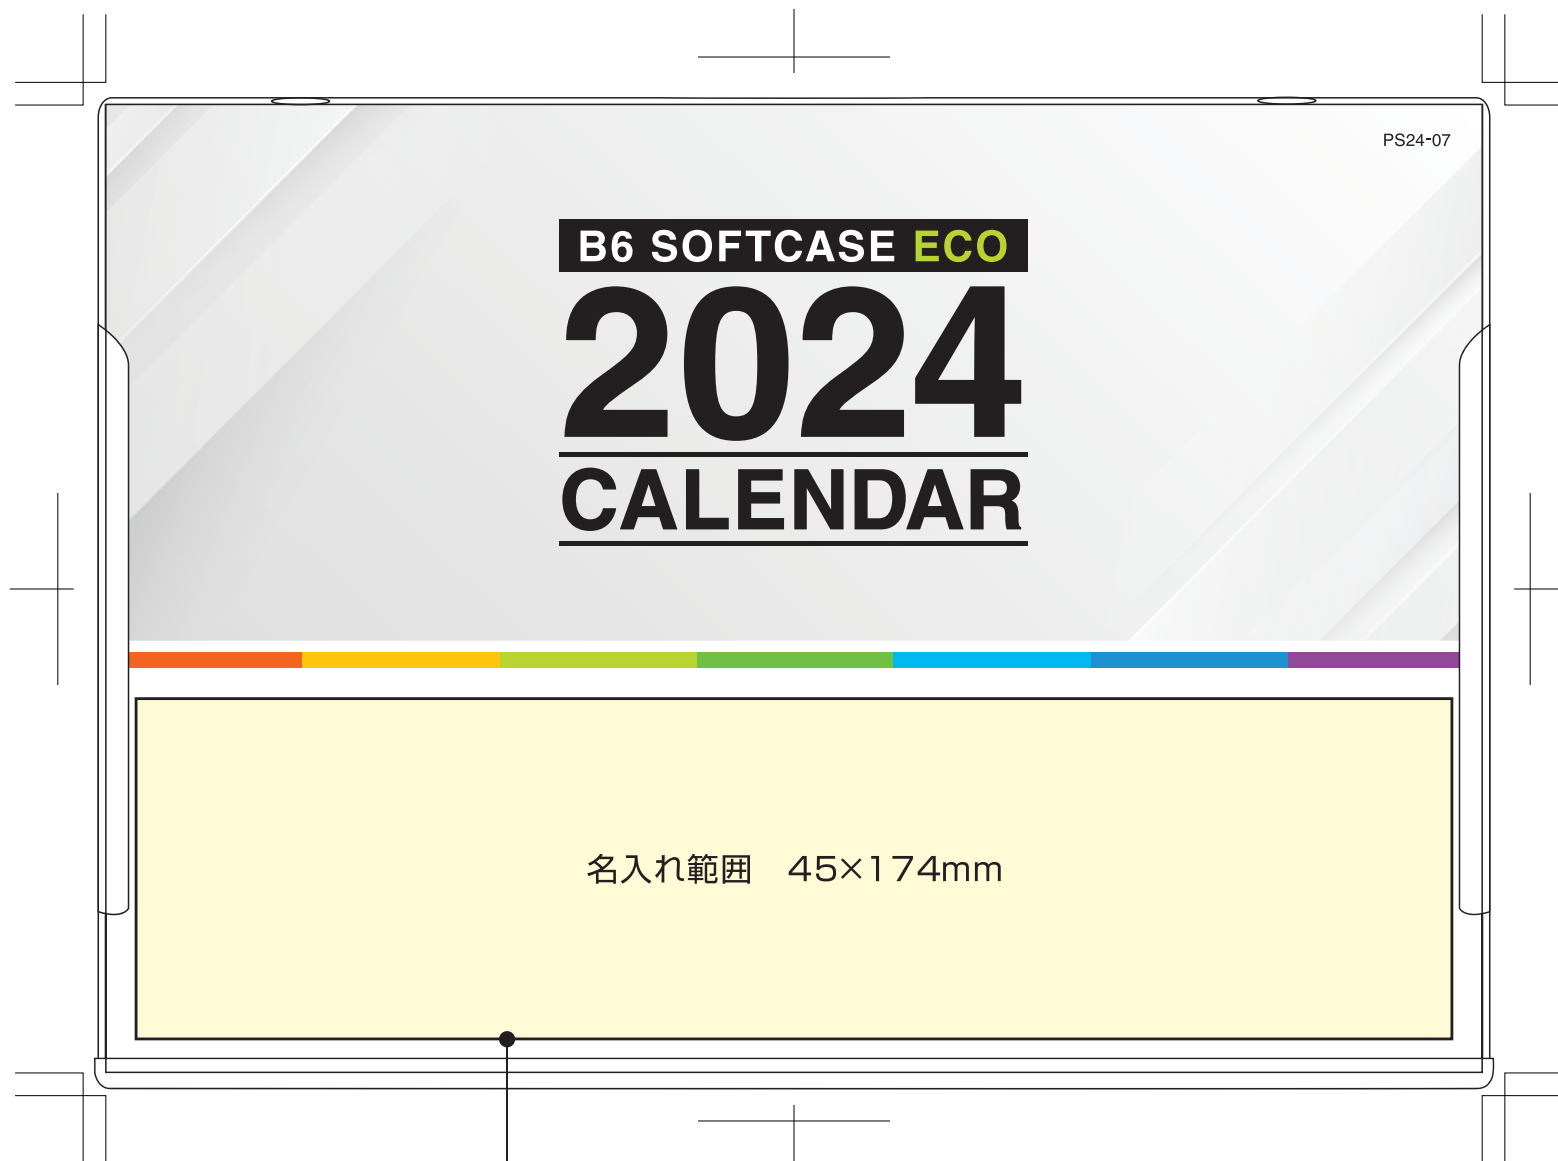 PS24-07
B6 SOFTCASE ECO
2024
CALENDAR
名入れ範囲　45×174mm